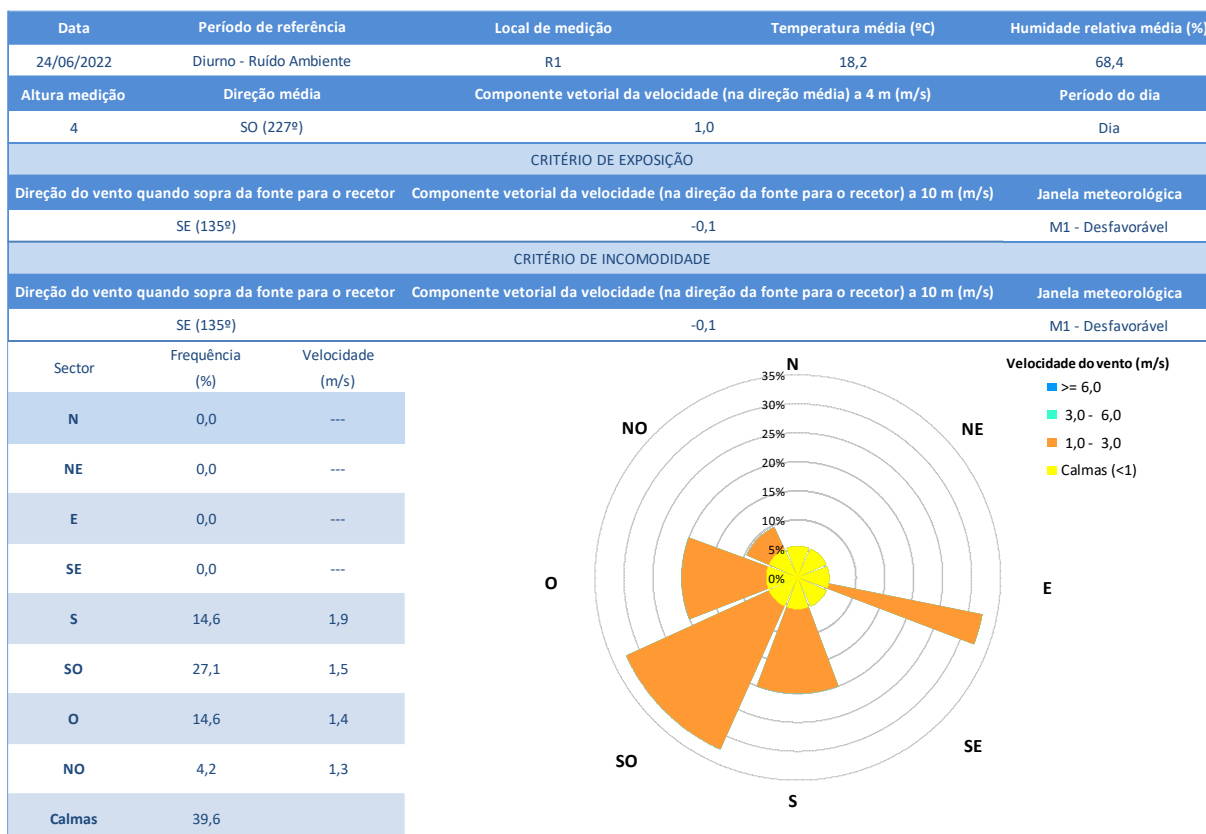 Data Período de referência Local de medição Temperatura média (ºC) Humidade relativa média (%)
24/06/2022 Diurno - Ruído Ambiente R1 18,2 68,4
Altura medição Direção média Componente vetorial da velocidade (na direção média) a 4 m (m/s) Período do dia
4 SO (227º) 1,0 Dia
CRITÉRIO DE EXPOSIÇÃO
Direção do vento quando sopra da fonte para o recetor Componente vetorial da velocidade (na direção da fonte para o recetor) a 10 m (m/s) Janela meteorológica
SE (135º) -0,1 M1 - Desfavorável
CRITÉRIO DE INCOMODIDADE
Direção do vento quando sopra da fonte para o recetor Componente vetorial da velocidade (na direção da fonte para o recetor) a 10 m (m/s) Janela meteorológica
SE (135º) -0,1 M1 - Desfavorável
Sector Frequência (%) Velocidade (m/s)
N 0,0 ---
NE 0,0 ---
E 0,0 ---
SE 0,0 ---
S 14,6 1,9
SO 27,1 1,5
O 14,6 1,4
NO 4,2 1,3
Calmas 39,6
N
NE
E
SE
S
SO
O
NO
35%
30%
25%
20%
15%
10%
5%
0%
Velocidade do vento (m/s)
>= 6,0
3,0 - 6,0
1,0 - 3,0
Calmas (<1)